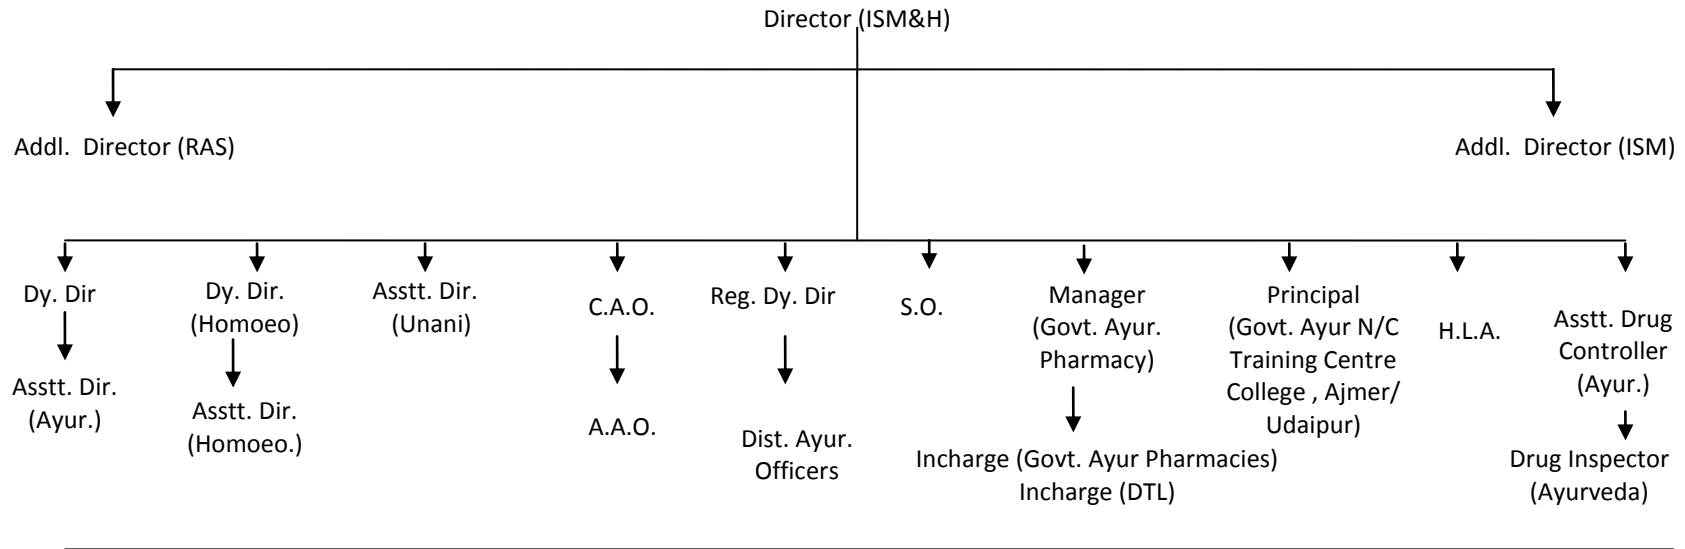 Director (ISM&H)
Addl. Director (RAS)
Addl. Director (ISM)
Dy. Dir
Asstt. Dir.
(Ayur.)
Dy. Dir.
(Homoeo)
Asstt. Dir.
(Homoeo.)
Asstt. Dir.
(Unani)
C.A.O.
A.A.O.
Reg. Dy. Dir
Dist. Ayur.
Officers
S.O.
Manager
(Govt. Ayur.
Pharmacy)
Incharge (Govt. Ayur Pharmacies)
Incharge (DTL)
Principal
(Govt. Ayur N/C
Training Centre
College , Ajmer/
Udaipur)
H.L.A.
Asstt. Drug
Controller
(Ayur.)
Drug Inspector
(Ayurveda)